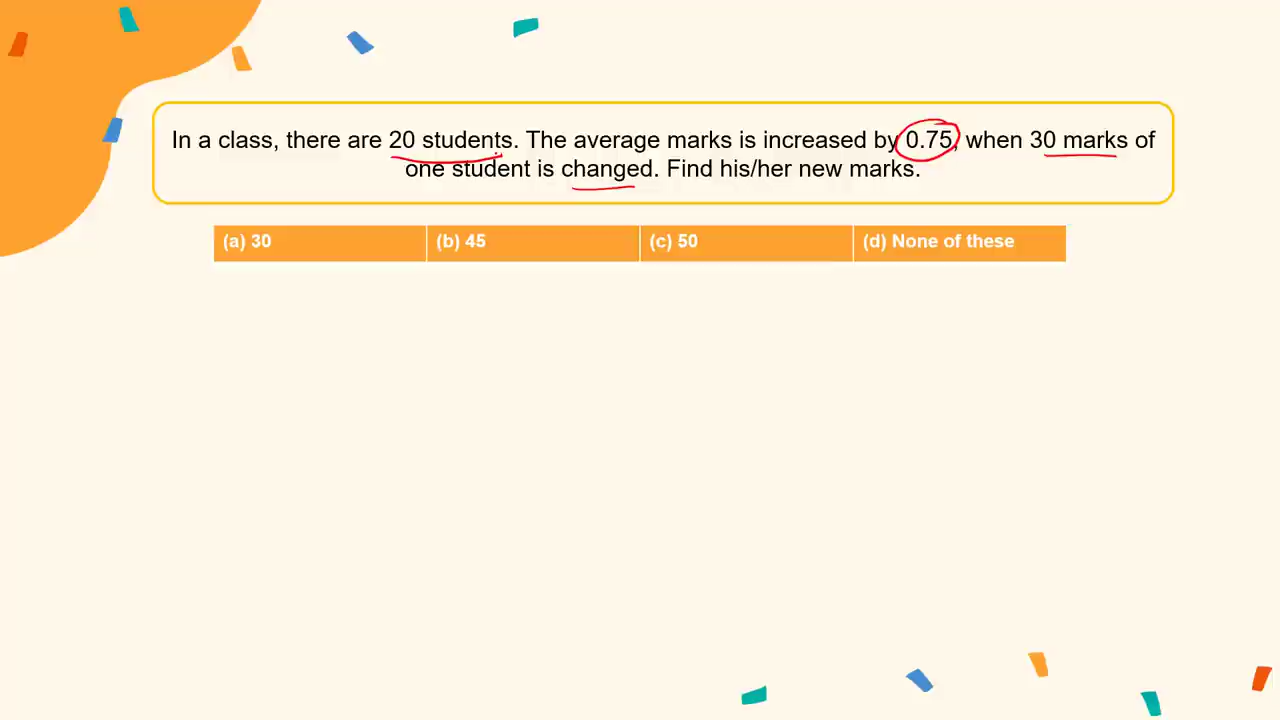 In a class, there are 20 students. The average marks is increased by 0.75, when 30 marks of
one student is changed. Find his/her new marks.
(a) 30 (b) 45 (c) 50 (d) None of these